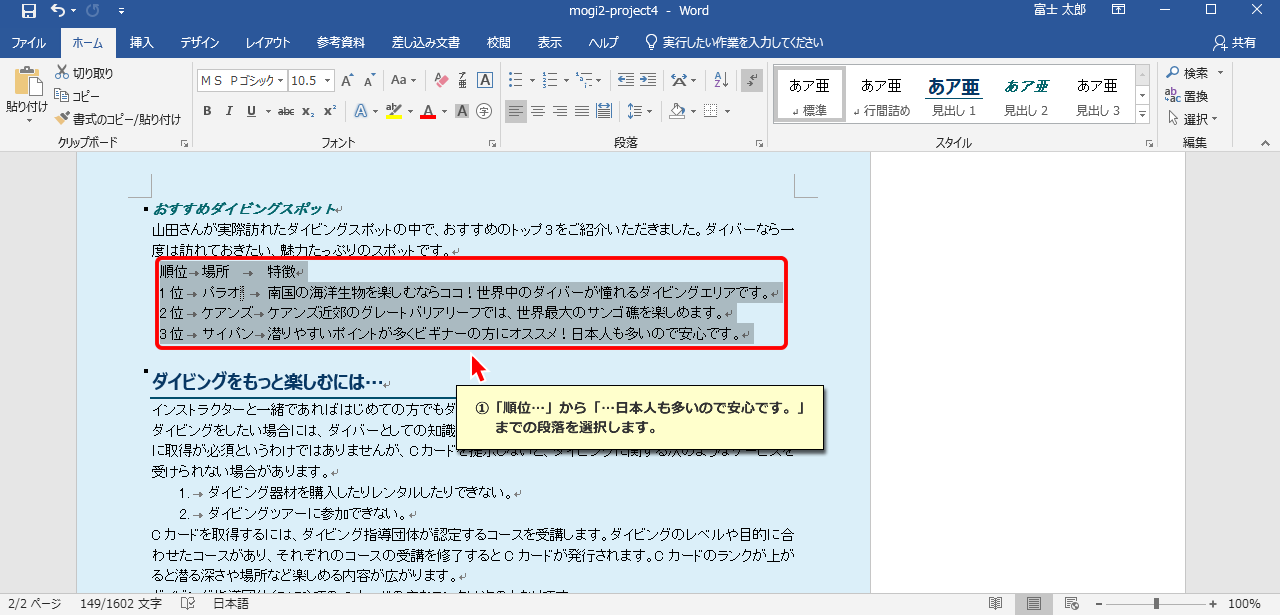 mogi2-project4 - Word
富士 太郎
ファイル ホーム 挿入 デザイン レイアウト 参考資料 差し込み文書 校閲 表示 ヘルプ 実行したい作業を入力してください 共有
貼り付け
切り取り
コピー
書式のコピー/貼り付け
クリップボード
ＭＳ Ｐゴシック 10.5
フォント
段落
あア亜 あア亜 あア亜 あア亜 あア亜
標準 行間詰め 見出し 1 見出し 2 見出し 3
スタイル
検索
置換
選択
編集
おすすめダイビングスポット
山田さんが実際訪れたダイビングスポットの中で、おすすめのトップ３をご紹介いただきました。ダイバーなら一
度は訪れておきたい、魅力たっぷりのスポットです。
順位→場所 → 特徴
1 位→ パラオ → 南国の海洋生物を楽しむならココ！世界中のダイバーが憧れるダイビングエリアです。
2 位→ ケアンズ→ケアンズ近郊のグレートバリアリーフでは、世界最大のサンゴ礁を楽しめます。
3 位→ サイパン→潜りやすいポイントが多くビギナーの方にオススメ！日本人も多いので安心です。
ダイビングをもっと楽しむには…
①「順位…」から「…日本人も多いので安心です。」
までの段落を選択します。
インストラクターと一緒であればはじめての方でもダ
ダイビングをしたい場合には、ダイバーとしての知識
に取得が必須というわけではありませんが、Cカードを提示しないと、ダイビングに関する次のようなサービスを
受けられない場合があります。
1.→ダイビング器材を購入したりレンタルしたりできない。
2.→ダイビングツアーに参加できない。
Cカードを取得するには、ダイビング指導団体が認定するコースを受講します。ダイビングのレベルや目的に合
わせたコースがあり、それぞれのコースの受講を修了するとCカードが発行されます。Cカードのランクが上が
ると潜る深さや場所など楽しめる内容が広がります。
2/2 ページ 149/1602 文字 日本語 100%